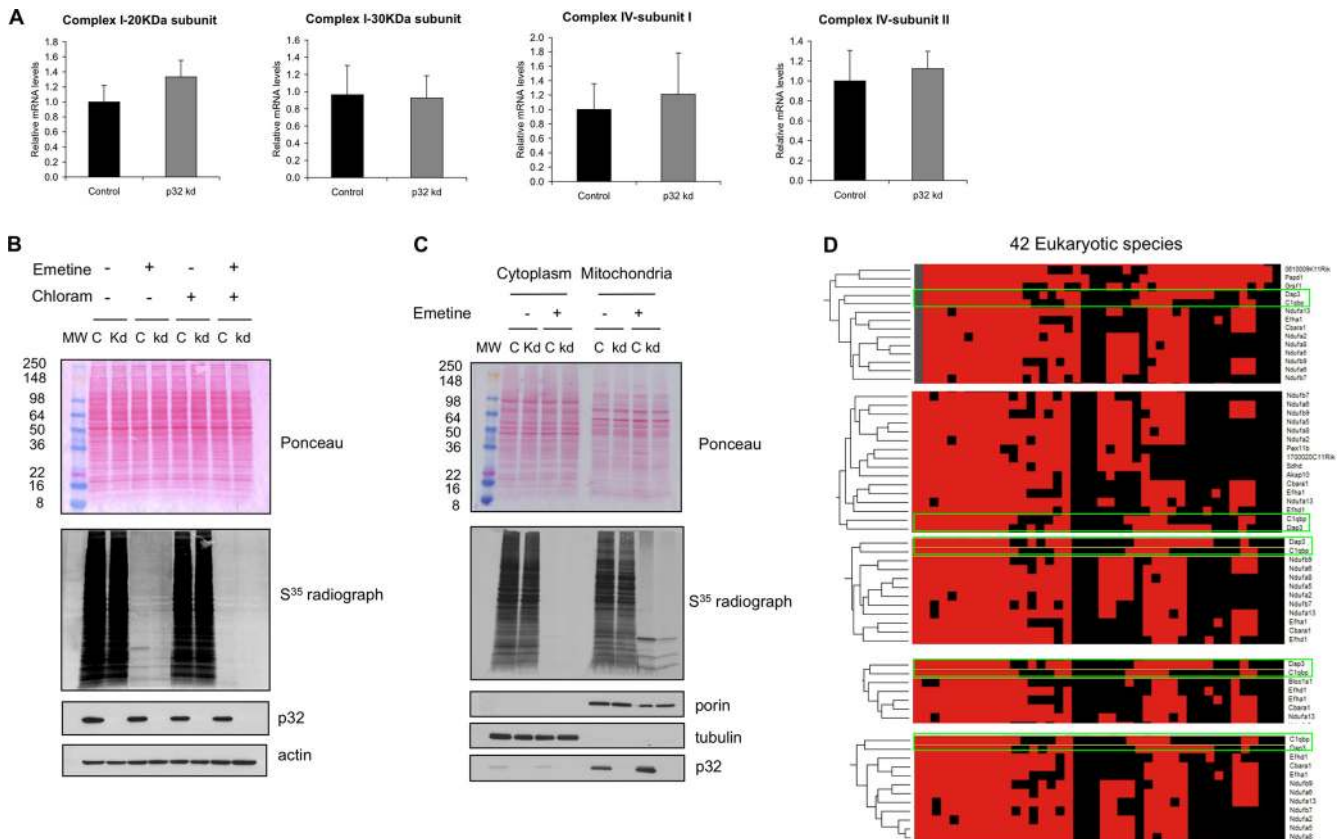 A
Complex I-20KDa subunit
Relative mRNA levels
1.6
1.4
1.2
1.0
0.8
0.6
0.4
0.2
0.0
Control
p32 kd
Complex I-30KDa subunit
Relative mRNA levels
1.8
1.6
1.4
1.2
1.0
0.8
0.6
0.4
0.2
0.0
Control
p32 kd
Complex IV-subunit I
Relative mRNA levels
2.0
1.8
1.6
1.4
1.2
1.0
0.8
0.6
0.4
0.2
0.0
Control
p32 kd
Complex IV-subunit II
Relative mRNA levels
1.4
1.2
1.0
0.8
0.6
0.4
0.2
0.0
Control
p32 kd
B
Emetine - + - +
Chloram - - + +
MW C Kd C kd C kd C kd
250
148
98
64
50
36
22
16
8
Ponceau
S35 radiograph
p32
actin
C
Cytoplasm Mitochondria
Emetine - + - +
MW C Kd C kd C kd C kd
250
148
98
64
50
36
22
16
8
Ponceau
S35 radiograph
porin
tubulin
p32
D
42 Eukaryotic species
Papd1
Dap3
C1qbp
Ndufa13
Efha1
Cbara1
Ndufa2
Ndufb9
Ndufa6
Ndufb7
Ndufb7
Ndufa6
Ndufb9
Ndufa5
Ndufa8
Ndufa2
Pex11b
1700020C11Rik
Sdhd
Akap10
Cbara1
Efha1
Ndufa13
Efhd1
C1qbp
Dap3
Dap3
C1qbp
Ndufb9
Ndufa6
Ndufa8
Ndufa5
Ndufa2
Ndufb7
Ndufa13
Efha1
Cbara1
Efhd1
Dap3
C1qbp
Efhd1
Efha1
Cbara1
Ndufa13
C1qbp
Dap3
Efhd1
Cbara1
Efha1
Ndufb9
Ndufa6
Ndufa13
Ndufb7
Ndufa2
Ndufa5
Ndufa8